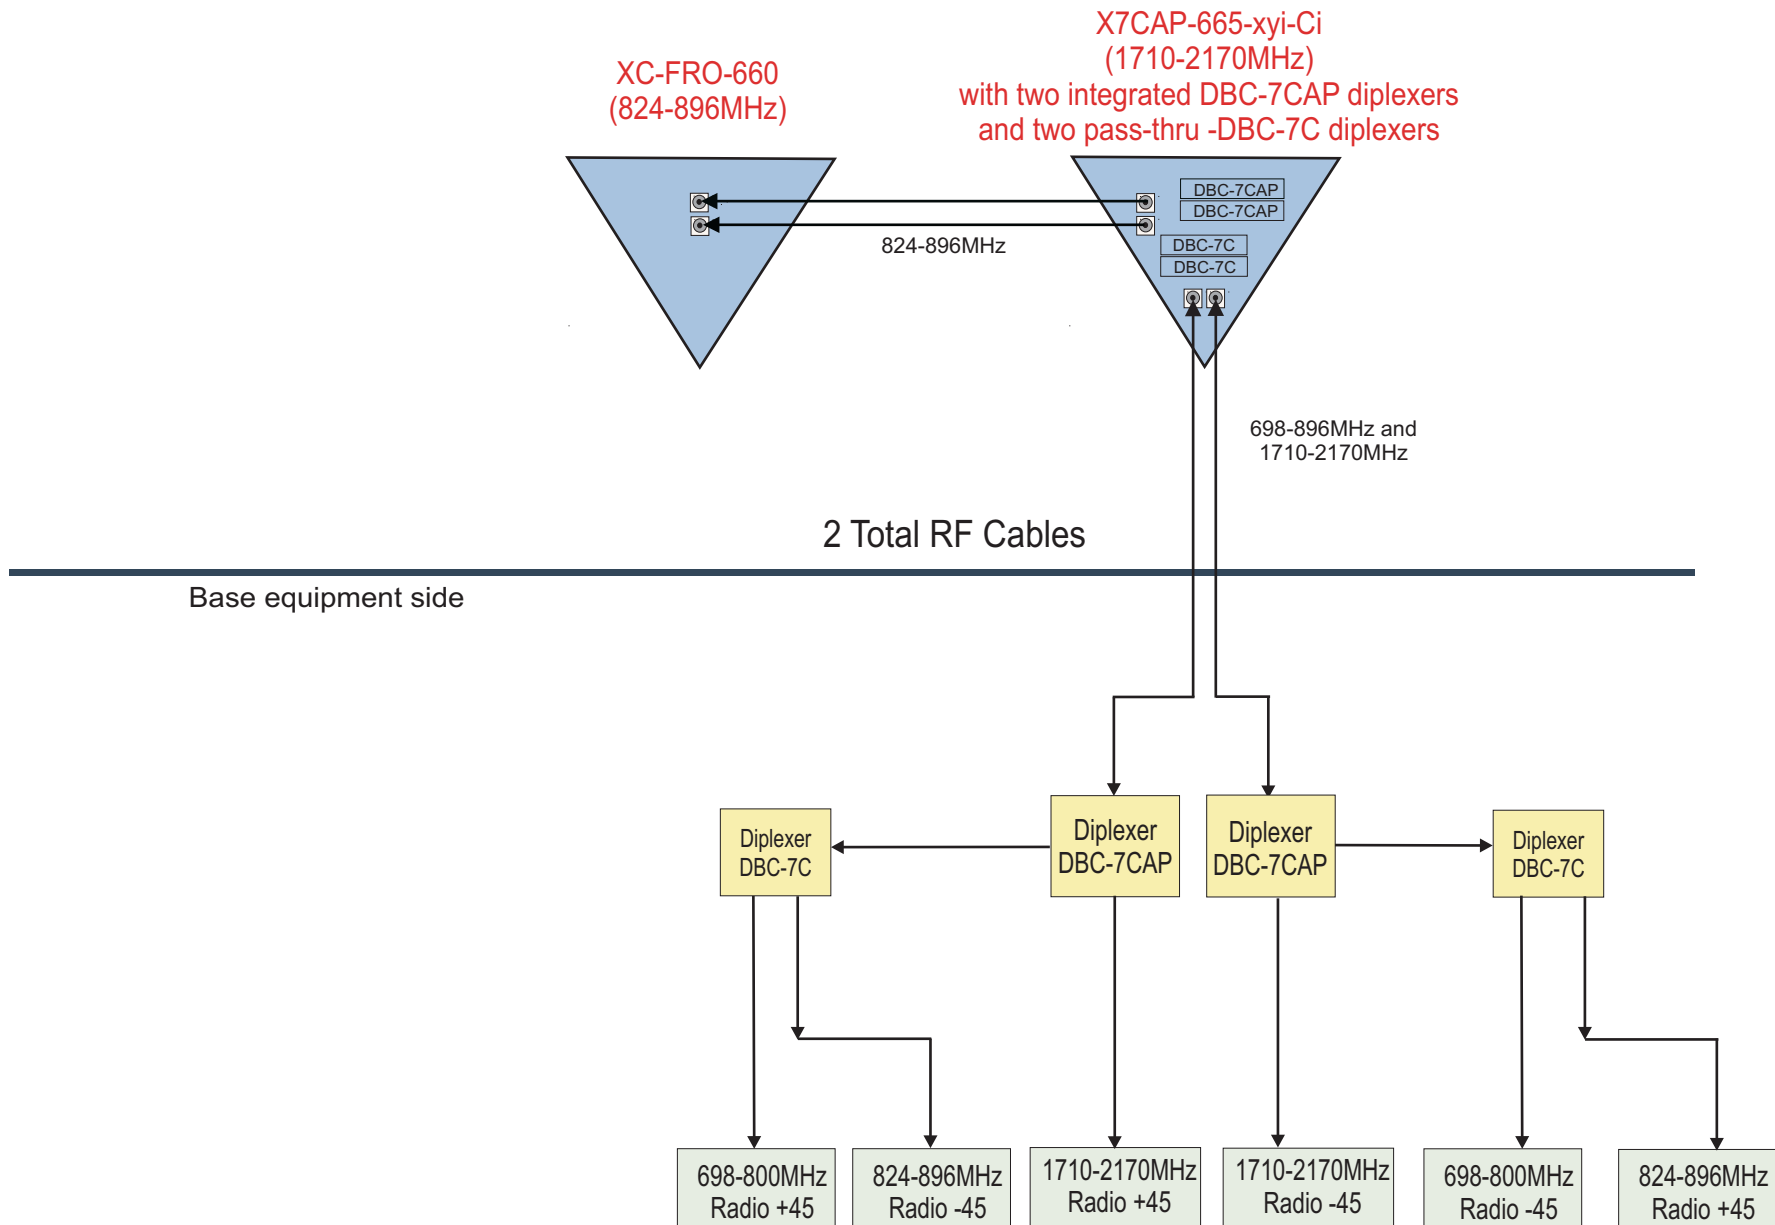 XC-FRO-660
(824-896MHz)
X7CAP-665-xyi-Ci
(1710-2170MHz)
with two integrated DBC-7CAP diplexers
and two pass-thru -DBC-7C diplexers
DBC-7CAP
DBC-7CAP
DBC-7C
DBC-7C
824-896MHz
698-896MHz and
1710-2170MHz
2 Total RF Cables
Base equipment side
Diplexer
DBC-7C
Diplexer
DBC-7CAP
Diplexer
DBC-7CAP
Diplexer
DBC-7C
698-800MHz
Radio +45
824-896MHz
Radio -45
1710-2170MHz
Radio +45
1710-2170MHz
Radio -45
698-800MHz
Radio -45
824-896MHz
Radio +45